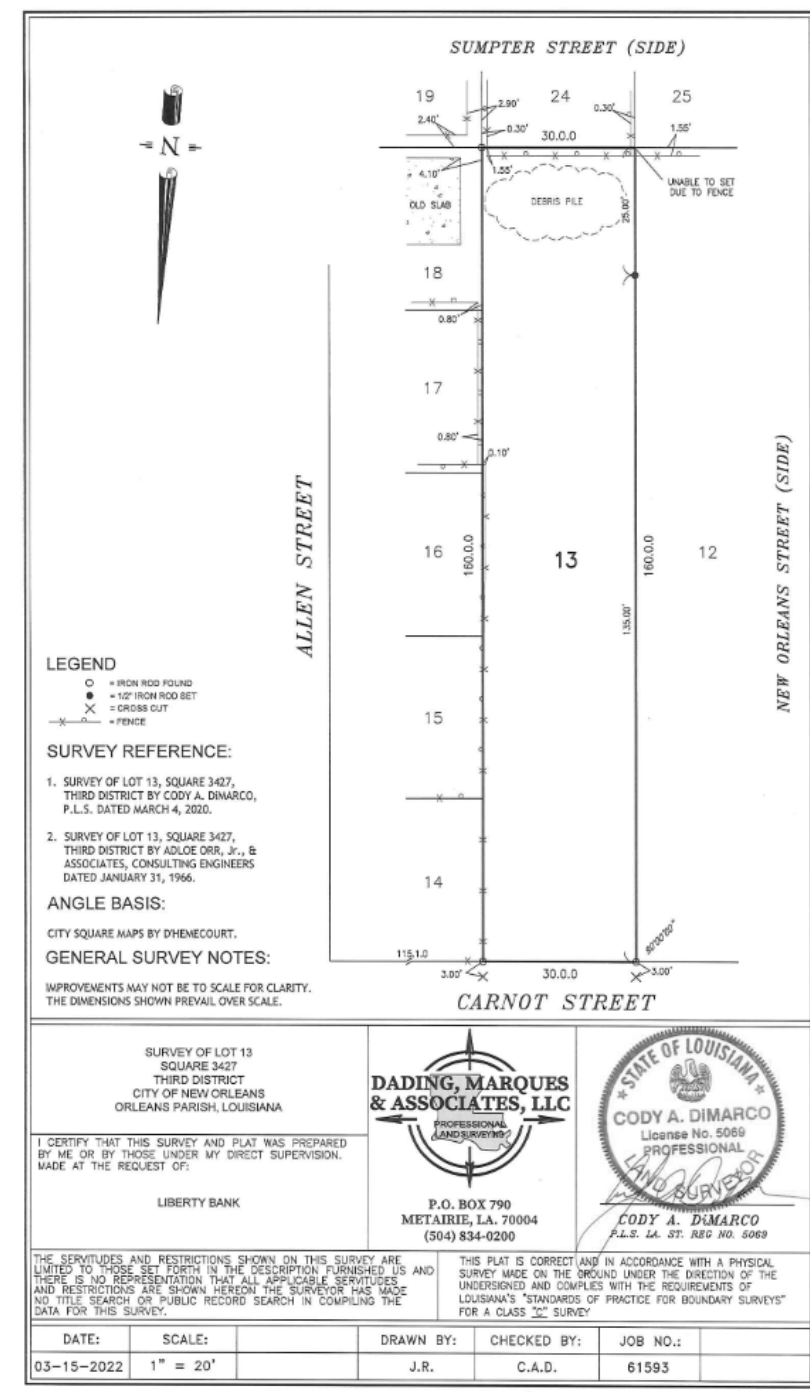 SUMPTER STREET (SIDE)
19
24
25
2.90'
0.30'
2.40'
0.30'
30.0.0
1.55'
N
4.10'
1.55'
UNABLE TO SET
DUE TO FENCE
OLD SLAB
DEBRIS PILE
25.00'
18
0.80'
17
0.80'
0.10'
ALLEN STREET
NEW ORLEANS STREET (SIDE)
16
160.0.0
13
160.0.0
12
135.00'
15
14
LEGEND
= IRON ROD FOUND
= 1/2" IRON ROD SET
= CROSS CUT
= FENCE
SURVEY REFERENCE:
1. SURVEY OF LOT 13, SQUARE 3427,
THIRD DISTRICT BY CODY A. DIMARCO,
P.L.S. DATED MARCH 4, 2020.
2. SURVEY OF LOT 13, SQUARE 3427,
THIRD DISTRICT BY ADLOE ORR, Jr., &
ASSOCIATES, CONSULTING ENGINEERS
DATED JANUARY 31, 1966.
ANGLE BASIS:
CITY SQUARE MAPS BY D'HEMECOURT.
GENERAL SURVEY NOTES:
IMPROVEMENTS MAY NOT BE TO SCALE FOR CLARITY.
THE DIMENSIONS SHOWN PREVAIL OVER SCALE.
115.1.0
3.00'
30.0.0
3.00'
CARNOT STREET
SURVEY OF LOT 13
SQUARE 3427
THIRD DISTRICT
CITY OF NEW ORLEANS
ORLEANS PARISH, LOUISIANA
I CERTIFY THAT THIS SURVEY AND PLAT WAS PREPARED
BY ME OR BY THOSE UNDER MY DIRECT SUPERVISION.
MADE AT THE REQUEST OF:
LIBERTY BANK
DADING, MARQUES
& ASSOCIATES, LLC
PROFESSIONAL
LAND SURVEYING
P.O. BOX 790
METAIRIE, LA. 70004
(504) 834-0200
STATE OF LOUISIANA
CODY A. DIMARCO
License No. 5069
PROFESSIONAL
LAND SURVEYOR
CODY A. DiMARCO
P.L.S. LA. ST. REG NO. 5069
THE SERVITUDES AND RESTRICTIONS SHOWN ON THIS SURVEY ARE
LIMITED TO THOSE SET FORTH IN THE DESCRIPTION FURNISHED US AND
THERE IS NO REPRESENTATION THAT ALL APPLICABLE SERVITUDES
AND RESTRICTIONS ARE SHOWN HEREON THE SURVEYOR HAS MADE
NO TITLE SEARCH OR PUBLIC RECORD SEARCH IN COMPILING THE
DATA FOR THIS SURVEY.
THIS PLAT IS CORRECT AND IN ACCORDANCE WITH A PHYSICAL
SURVEY MADE ON THE GROUND UNDER THE DIRECTION OF THE
UNDERSIGNED AND COMPLIES WITH THE REQUIREMENTS OF
LOUISIANA'S "STANDARDS OF PRACTICE FOR BOUNDARY SURVEYS"
FOR A CLASS "C" SURVEY
DATE: SCALE: DRAWN BY: CHECKED BY: JOB NO.:
03-15-2022 1" = 20' J.R. C.A.D. 61593